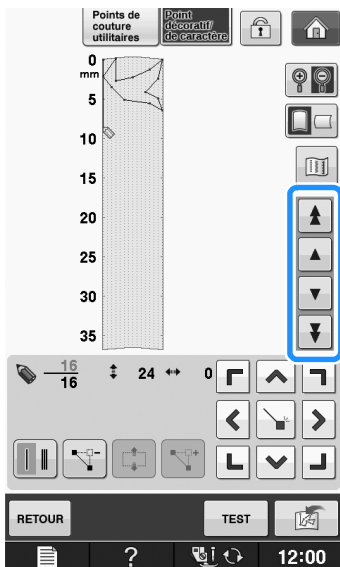 Points de
couture
utilitaires
Point
décoratif/
de caractère
0
mm
5
10
15
20
25
30
35
16
16
24
0
RETOUR
TEST
?
12:00